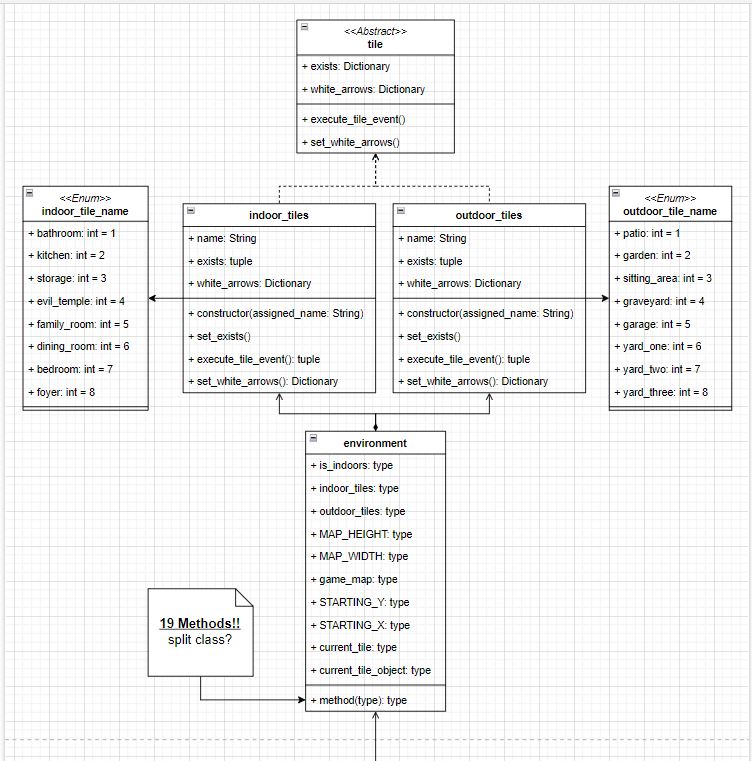 <<Abstract>>
tile
+ exists: Dictionary
+ white_arrows: Dictionary
+ execute_tile_event()
+ set_white_arrows()
<<Enum>>
indoor_tile_name
+ bathroom: int = 1
+ kitchen: int = 2
+ storage: int = 3
+ evil_temple: int = 4
+ family_room: int = 5
+ dining_room: int = 6
+ bedroom: int = 7
+ foyer: int = 8
indoor_tiles
+ name: String
+ exists: tuple
+ white_arrows: Dictionary
+ constructor(assigned_name: String)
+ set_exists()
+ execute_tile_event(): tuple
+ set_white_arrows(): Dictionary
outdoor_tiles
+ name: String
+ exists: tuple
+ white_arrows: Dictionary
+ constructor(assigned_name: String)
+ set_exists()
+ execute_tile_event(): tuple
+ set_white_arrows(): Dictionary
<<Enum>>
outdoor_tile_name
+ patio: int = 1
+ garden: int = 2
+ sitting_area: int = 3
+ graveyard: int = 4
+ garage: int = 5
+ yard_one: int = 6
+ yard_two: int = 7
+ yard_three: int = 8
environment
+ is_indoors: type
+ indoor_tiles: type
+ outdoor_tiles: type
+ MAP_HEIGHT: type
+ MAP_WIDTH: type
+ game_map: type
+ STARTING_Y: type
+ STARTING_X: type
+ current_tile: type
+ current_tile_object: type
+ method(type): type
19 Methods!!
split class?